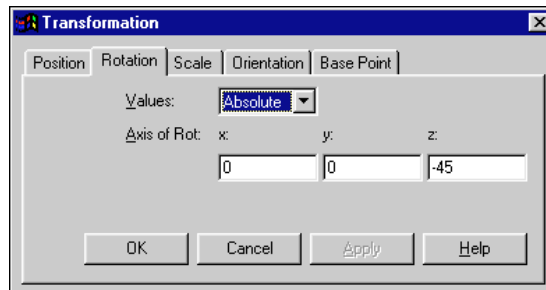 Transformation
Position Rotation Scale Orientation Base Point
Values: Absolute
Axis of Rot: x: y: z:
0 0 -45
OK Cancel Apply Help